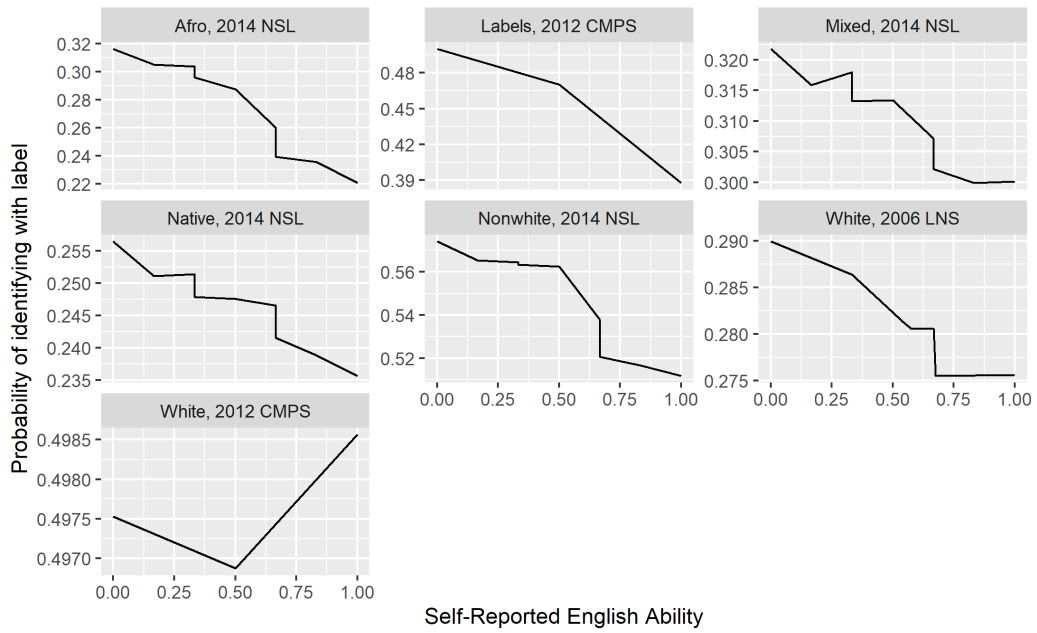 Afro, 2014 NSL
Labels, 2012 CMPS
Mixed, 2014 NSL
0.32
0.30
0.28
0.26
0.24
0.22
0.48
0.45
0.42
0.39
0.320
0.315
0.310
0.305
0.300
Native, 2014 NSL
Nonwhite, 2014 NSL
White, 2006 LNS
0.255
0.250
0.245
0.240
0.235
0.56
0.54
0.52
0.290
0.285
0.280
0.275
0.00 0.25 0.50 0.75 1.00
0.00 0.25 0.50 0.75 1.00
White, 2012 CMPS
0.4985
0.4980
0.4975
0.4970
0.00 0.25 0.50 0.75 1.00
Probability of identifying with label
Self-Reported English Ability